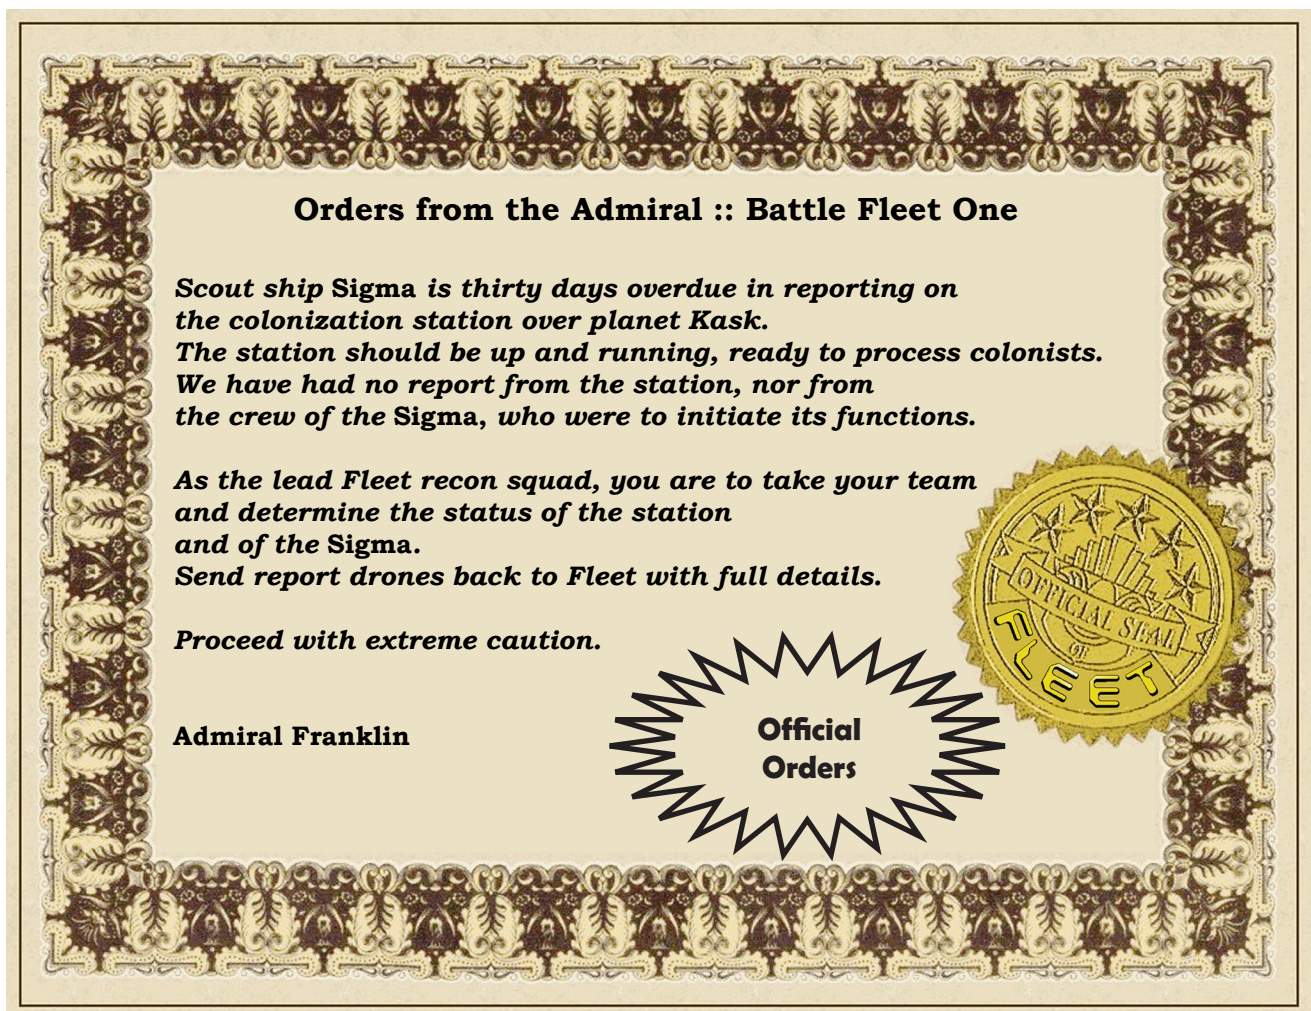 Orders from the Admiral :: Battle Fleet One
Scout ship Sigma is thirty days overdue in reporting on
the colonization station over planet Kask.
The station should be up and running, ready to process colonists.
We have had no report from the station, nor from
the crew of the Sigma, who were to initiate its functions.
As the lead Fleet recon squad, you are to take your team
and determine the status of the station
and of the Sigma.
Send report drones back to Fleet with full details.
Proceed with extreme caution.
Admiral Franklin
Official
Orders
OFFICIAL SEAL
OF
FLEET